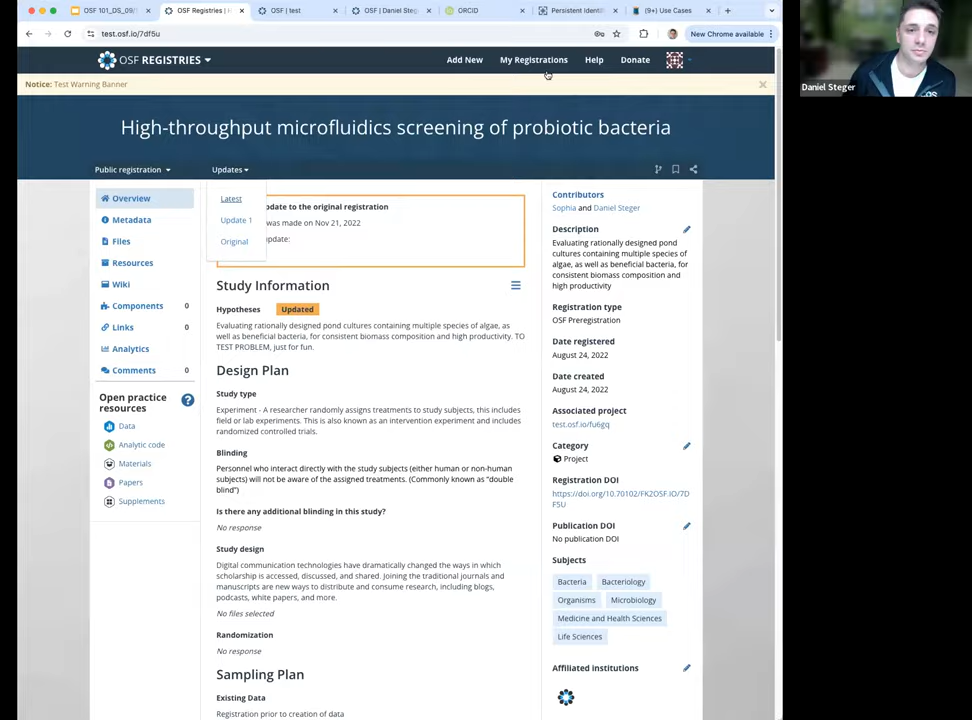 OSF 101_DS_09/
OSF Registries | H
OSF | test
OSF | Daniel Steg
ORCID
Persistent Identifi
(9+) Use Cases
test.osf.io/7df5u
New Chrome available
OSF REGISTRIES
Add New
My Registrations
Help
Donate
Notice: Test Warning Banner
High-throughput microfluidics screening of probiotic bacteria
Public registration
Updates
Overview
Metadata
Files
Resources
Wiki
Components 0
Links 0
Analytics
Comments 0
Open practice
resources
Data
Analytic code
Materials
Papers
Supplements
Latest
Update 1
Original
pdate to the original registration
was made on Nov 21, 2022
update:
Study Information
Hypotheses Updated
Evaluating rationally designed pond cultures containing multiple species of algae, as
well as beneficial bacteria, for consistent biomass composition and high productivity. TO
TEST PROBLEM, just for fun.
Design Plan
Study type
Experiment - A researcher randomly assigns treatments to study subjects, this includes
field or lab experiments. This is also known as an intervention experiment and includes
randomized controlled trials.
Blinding
Personnel who interact directly with the study subjects (either human or non-human
subjects) will not be aware of the assigned treatments. (Commonly known as “double
blind”)
Is there any additional blinding in this study?
No response
Study design
Digital communication technologies have dramatically changed the ways in which
scholarship is accessed, discussed, and shared. Joining the traditional journals and
manuscripts are new ways to distribute and consume research, including blogs,
podcasts, white papers, and more.
No files selected
Randomization
No response
Sampling Plan
Existing Data
Registration prior to creation of data
Contributors
Sophia and Daniel Steger
Description
Evaluating rationally designed pond
cultures containing multiple species of
algae, as well as beneficial bacteria, for
consistent biomass composition and
high productivity
Registration type
OSF Preregistration
Date registered
August 24, 2022
Date created
August 24, 2022
Associated project
test.osf.io/fu6gq
Category
Project
Registration DOI
https://doi.org/10.70102/FK2OSF.IO/7D
F5U
Publication DOI
No publication DOI
Subjects
Bacteria
Bacteriology
Organisms
Microbiology
Medicine and Health Sciences
Life Sciences
Affiliated institutions
Daniel Steger